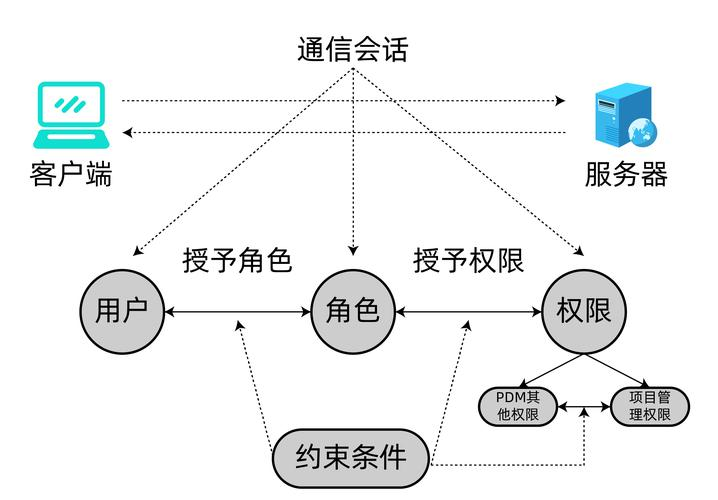 通信会话
客户端
服务器
授予角色
授予权限
用户
角色
权限
PDM其
他权限
项目管
理权限
约束条件